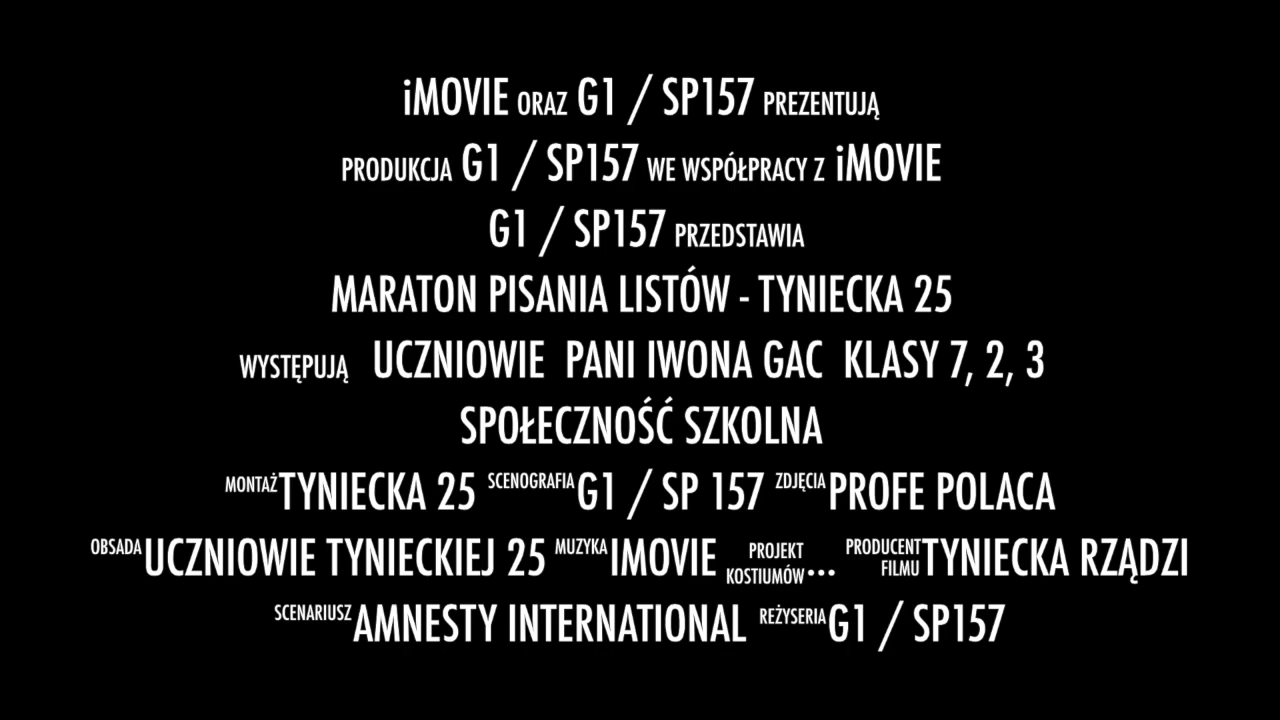 iMOVIE ORAZ G1 / SP157 PREZENTUJĄ
PRODUKCJA G1 / SP157 WE WSPÓŁPRACY Z iMOVIE
G1 / SP157 PRZEDSTAWIA
MARATON PISANIA LISTÓW - TYNIECKA 25
WYSTĘPUJĄ UCZNIOWIE PANI IWONA GAC KLASY 7, 2, 3
SPOŁECZNOŚĆ SZKOLNA
MONTAŻ TYNIECKA 25 SCENOGRAFIA G1 / SP 157 ZDJĘCIA PROFE POLACA
OBSADA UCZNIOWIE TYNIECKIEJ 25 MUZYKA IMOVIE PROJEKT KOSTIUMÓW ... PRODUCENT FILMU TYNIECKA RZĄDZI
SCENARIUSZ AMNESTY INTERNATIONAL REŻYSERIA G1 / SP157